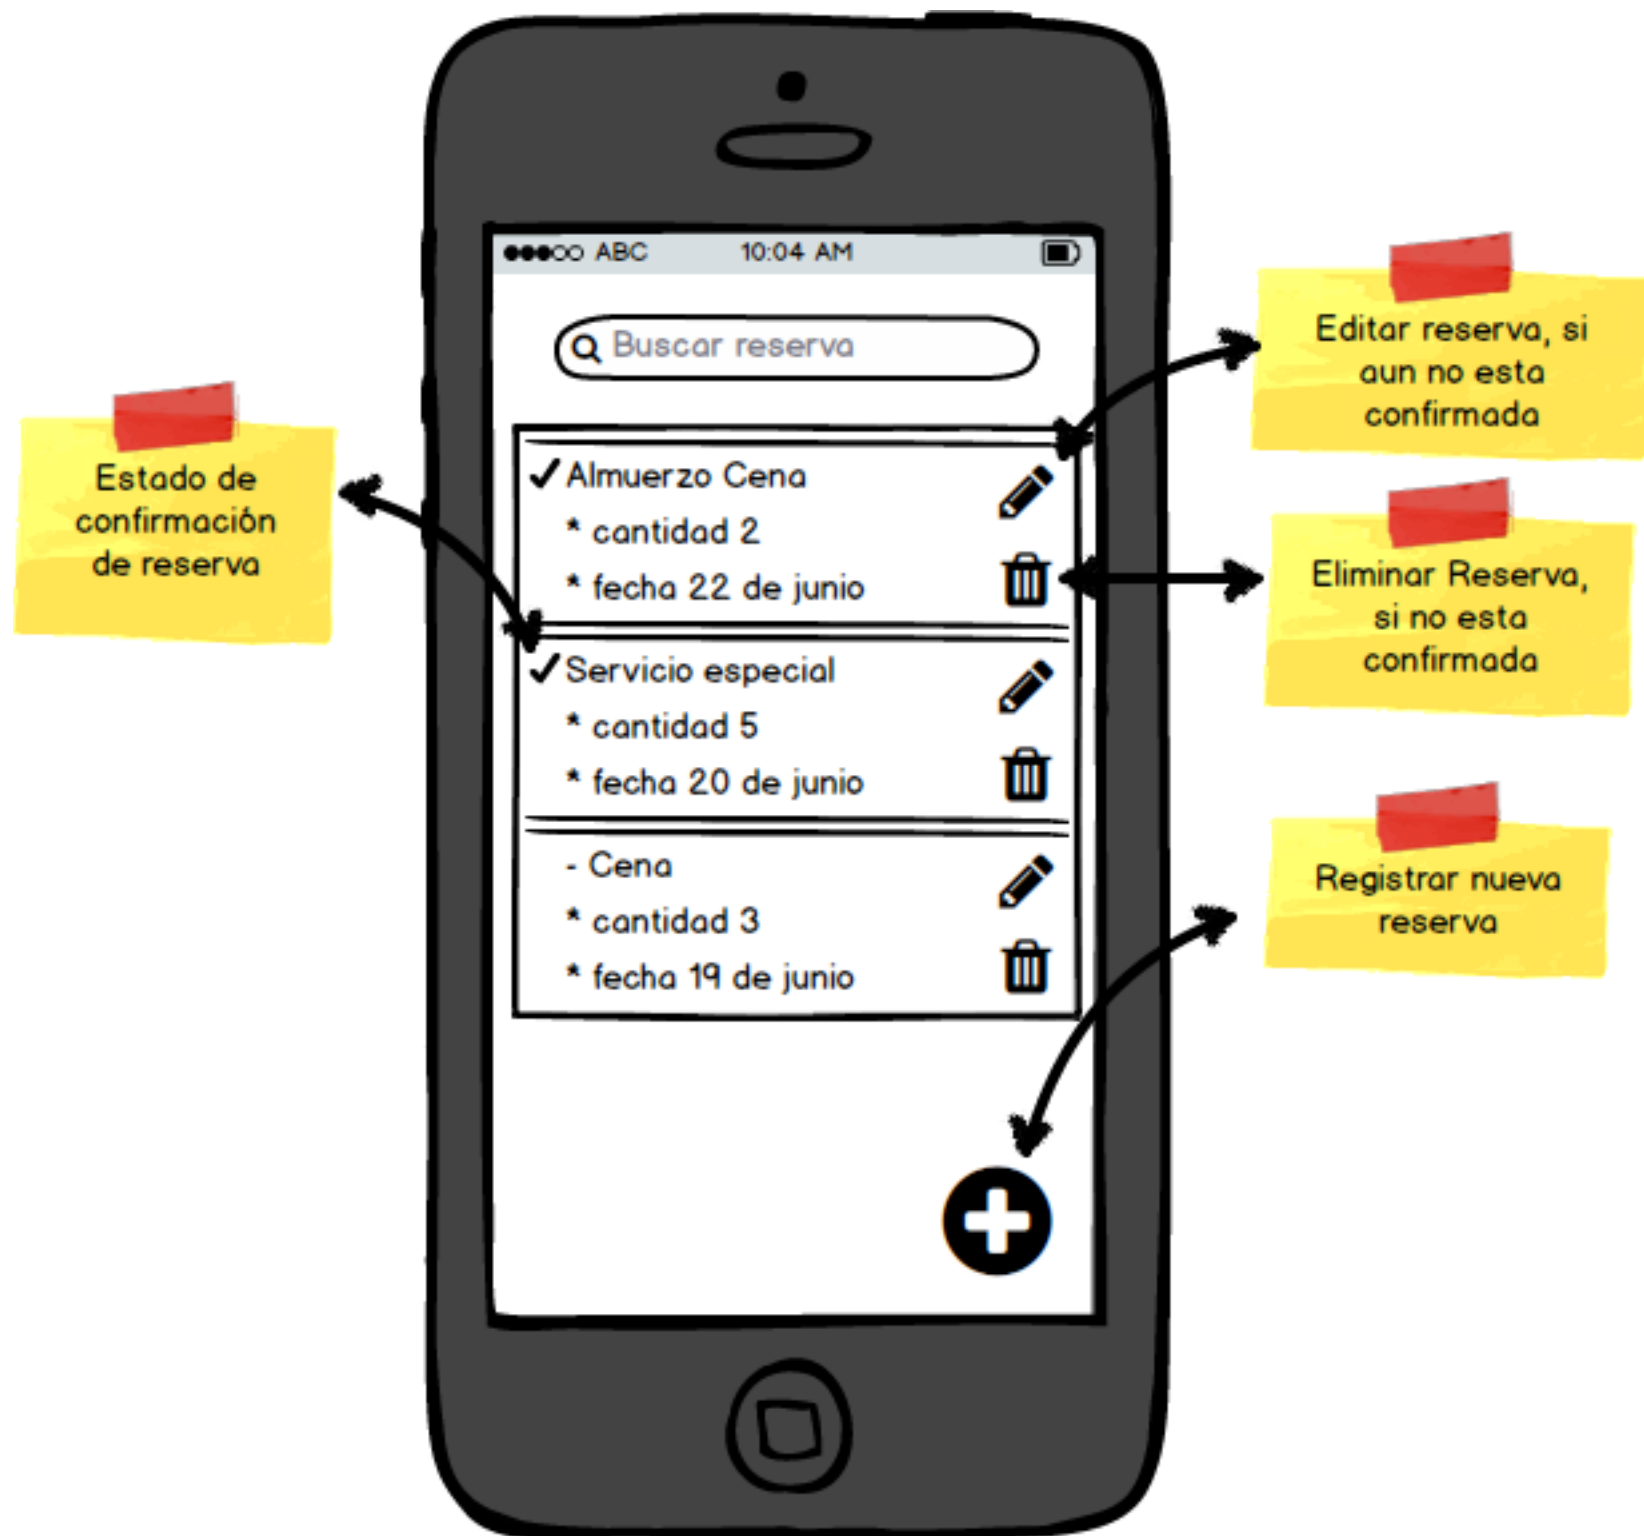 ABC 10:04 AM
Buscar reserva
Almuerzo Cena
* cantidad 2
* fecha 22 de junio
Servicio especial
* cantidad 5
* fecha 20 de junio
- Cena
* cantidad 3
* fecha 19 de junio
Estado de
confirmación
de reserva
Editar reserva, si
aun no esta
confirmada
Eliminar Reserva,
si no esta
confirmada
Registrar nueva
reserva